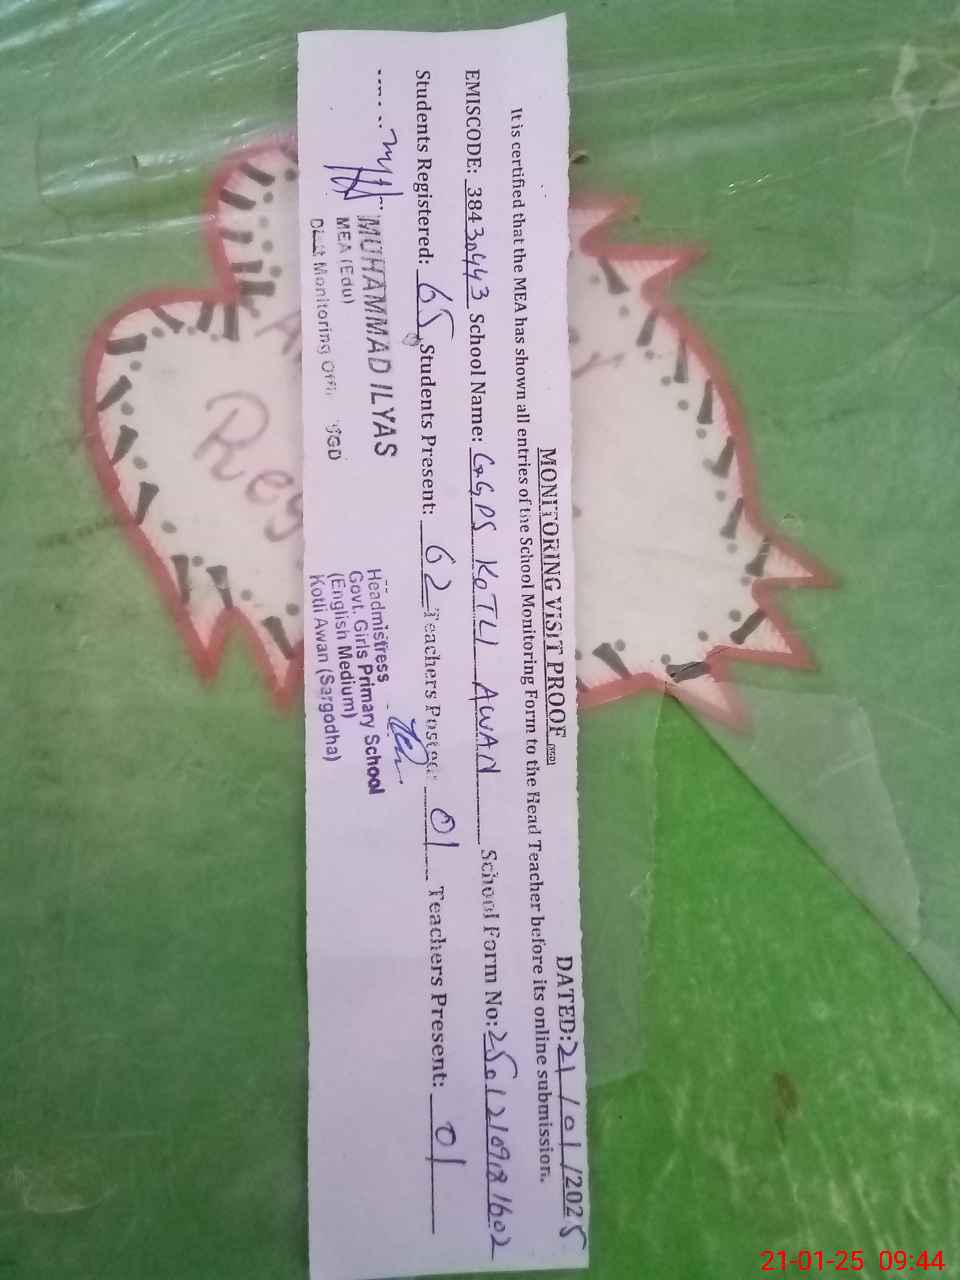 MONITORING VISIT PROOF
DATED: 21/01/2025
It is certified that the MEA has shown all entries of the School Monitoring Form to the Head Teacher before its online submission.
EMISCODE: 38430443 School Name: GGPS KOTLI AWAN School Form No:
Students Registered: 65 Students Present: 62 Teachers Posted: 01 Teachers Present: 01
MUHAMMAD ILYAS
MEA (Edu)
Monitoring SGD
Headmistress
Govt. Girls Primary School
(English Medium)
Kotli Awan (Sargodha)
Reg
21-01-25 09:44